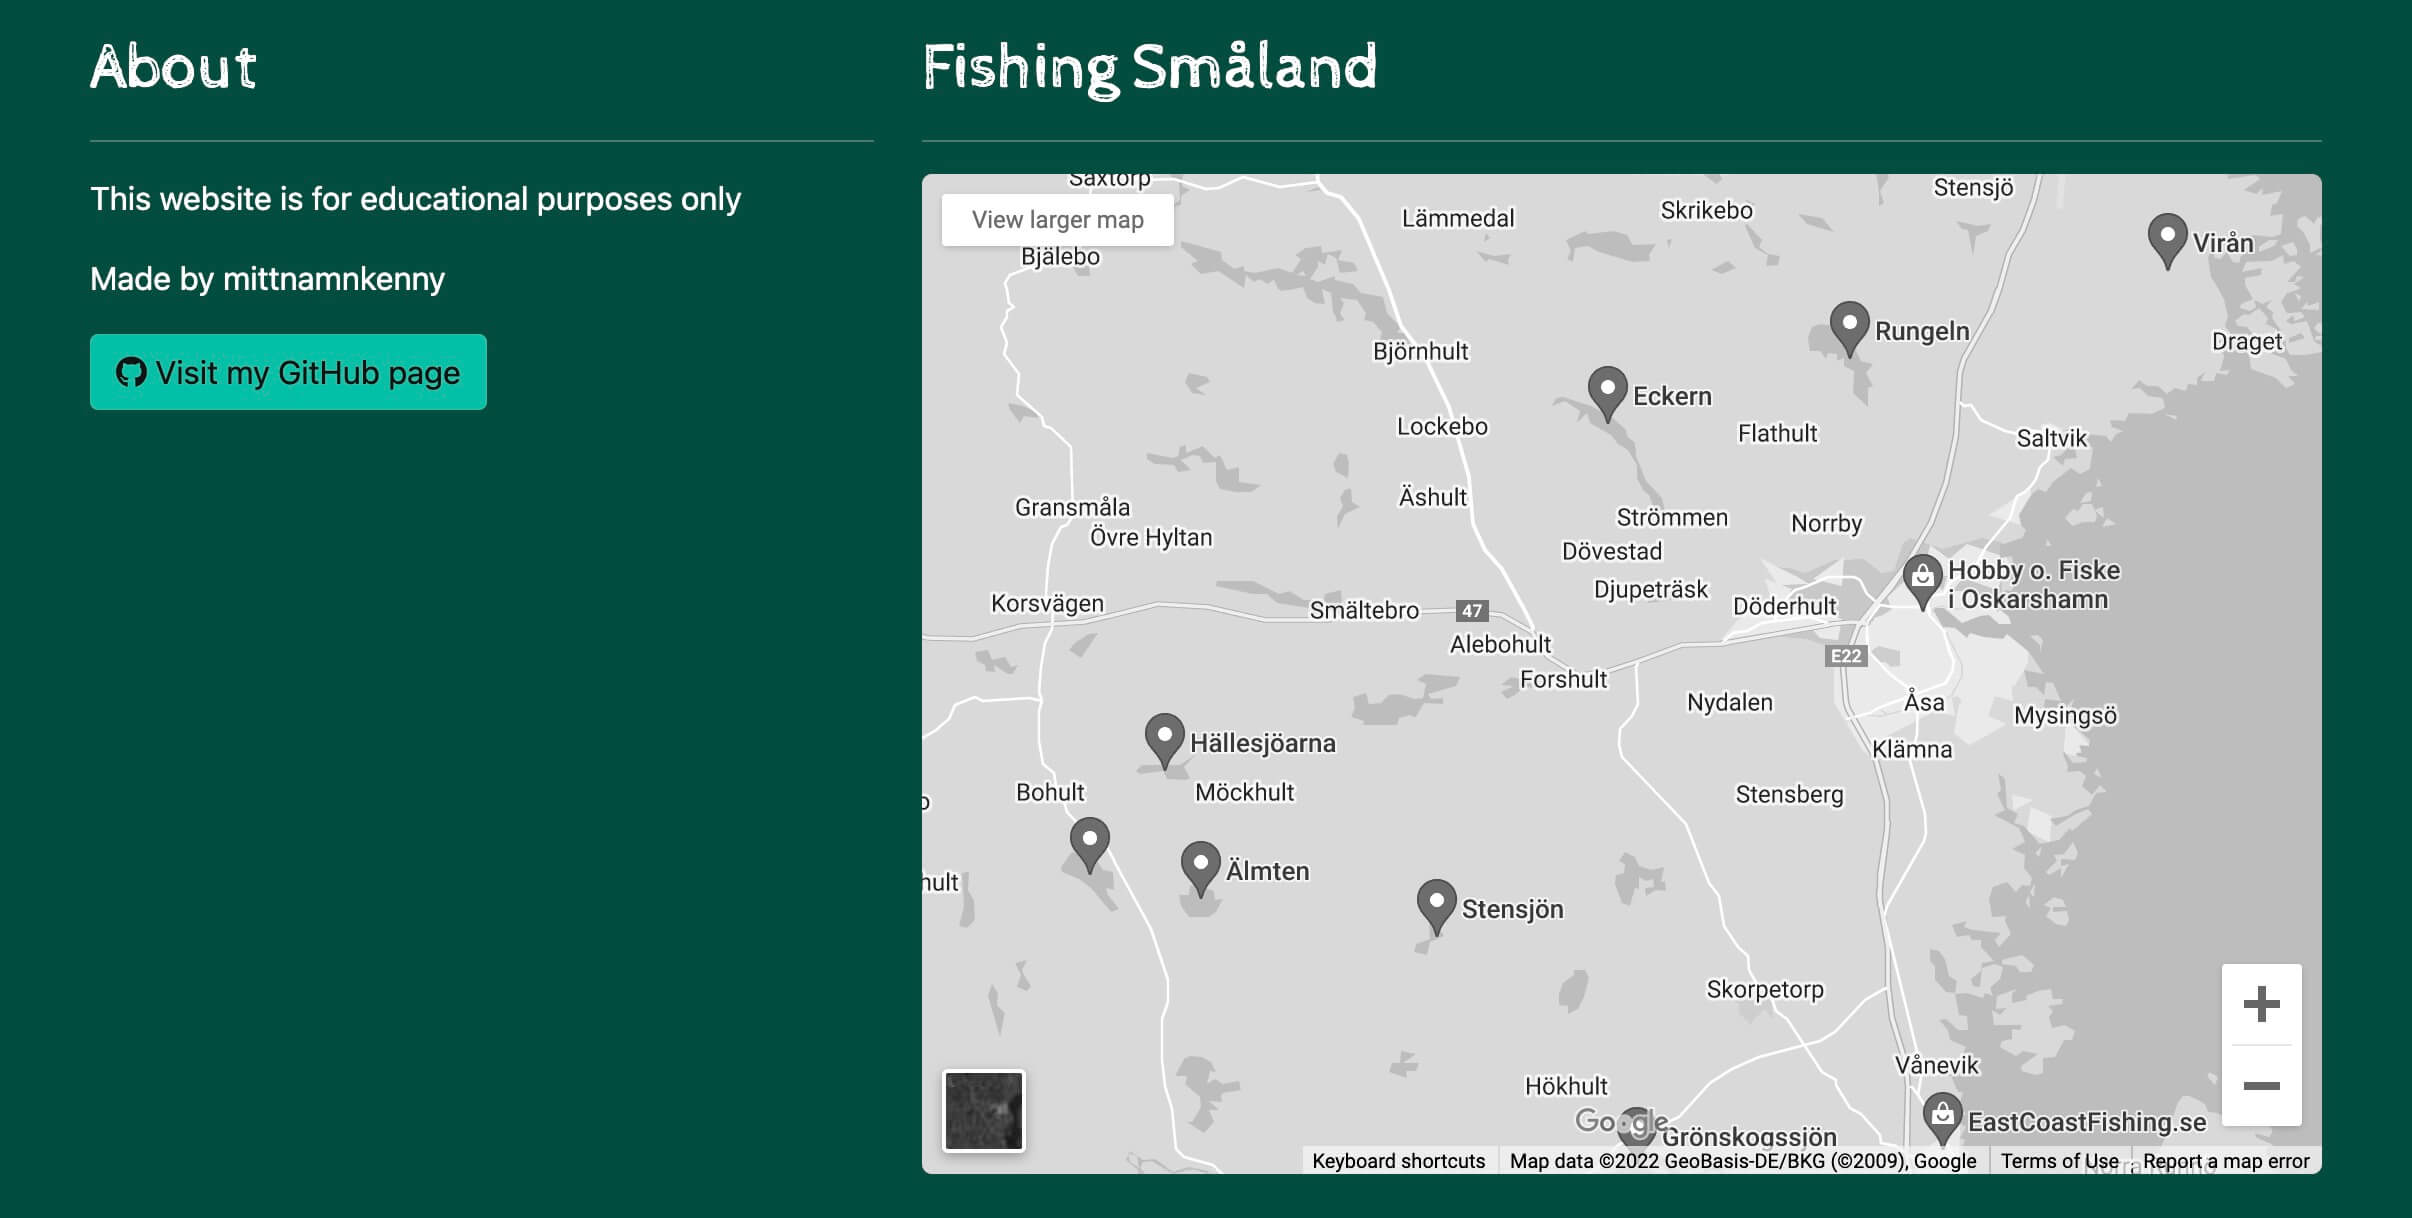 About
This website is for educational purposes only
Made by mittnamnkenny
Visit my GitHub page
Fishing Småland
Saxtorp
View larger map
Lämmedal
Skrikebo
Stensjö
Virån
Bjälebo
Rungeln
Draget
Björnhult
Eckern
Lockebo
Flathult
Saltvik
Äshult
Gransmåla
Övre Hyltan
Strömmen
Norrby
Dövestad
Djupeträsk
Hobby o. Fiske
i Oskarshamn
Korsvägen
Smältebro
47
Döderhult
Alebohult
E22
Forshult
Nydalen
Åsa
Mysingsö
Hällesjöarna
Klämna
Bohult
Möckhult
Stensberg
Älmten
hult
Stensjön
Skorpetorp
Vånevik
Hökhult
Google
Grönskogssjön
EastCoastFishing.se
Keyboard shortcuts
Map data ©2022 GeoBasis-DE/BKG (©2009), Google
Terms of Use
Report a map error